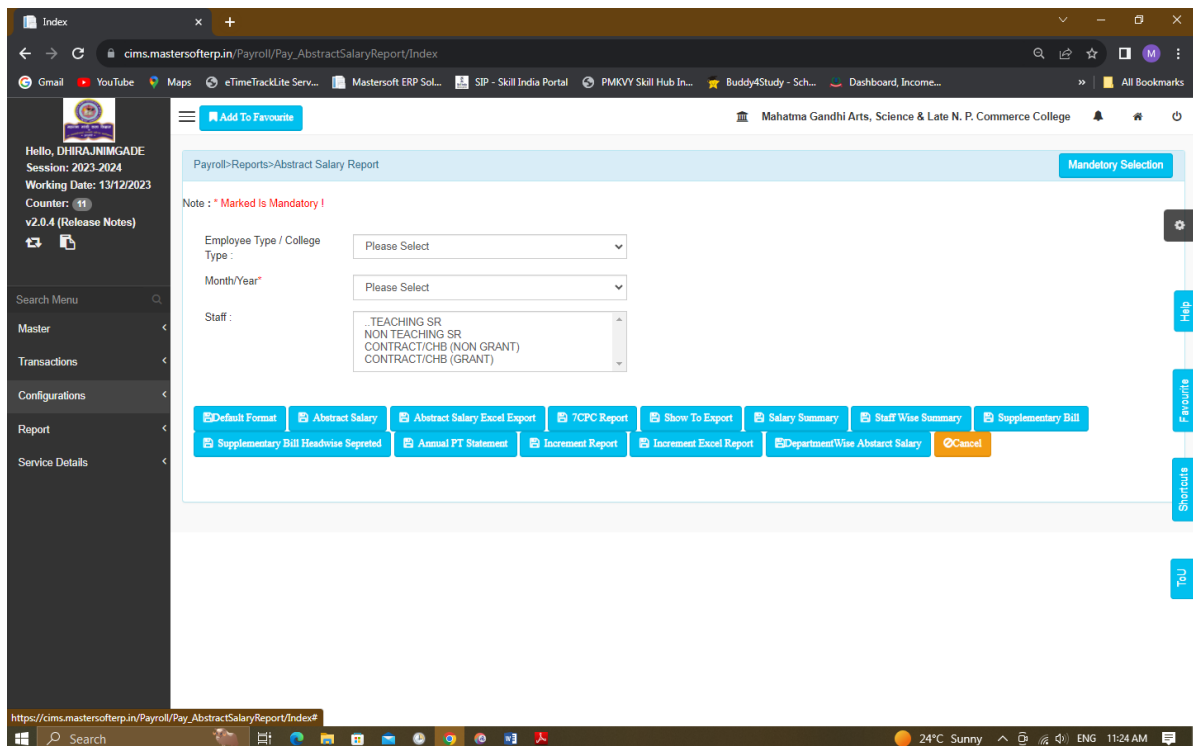 Index
cims.mastersofterp.in/Payroll/Pay_AbstractSalaryReport/Index
M
Gmail YouTube Maps eTimeTrackLite Serv... Mastersoft ERP Sol... SIP - Skill India Portal PMKVY Skill Hub In... Buddy4Study - Sch... Dashboard, Income... » All Bookmarks
Add To Favourite
Mahatma Gandhi Arts, Science & Late N. P. Commerce College
Hello, DHIRAJNIMGADE
Session: 2023-2024
Working Date: 13/12/2023
Counter: 11
v2.0.4 (Release Notes)
Search Menu
Master
Transactions
Configurations
Report
Service Details
Payroll>Reports>Abstract Salary Report
Mandetory Selection
Note : * Marked Is Mandatory !
Employee Type / College
Type :
Please Select
Month/Year*
Please Select
Staff :
..TEACHING SR
NON TEACHING SR
CONTRACT/CHB (NON GRANT)
CONTRACT/CHB (GRANT)
Default Format Abstract Salary Abstract Salary Excel Export 7CPC Report Show To Export Salary Summary Staff Wise Summary Supplementary Bill
Supplementary Bill Headwise Sepreted Annual PT Statement Increment Report Increment Excel Report DepartmentWise Abstarct Salary Cancel
Help
Favourite
Shortcuts
ToU
https://cims.mastersofterp.in/Payroll/Pay_AbstractSalaryReport/Index#
Search
24°C Sunny ENG 11:24 AM